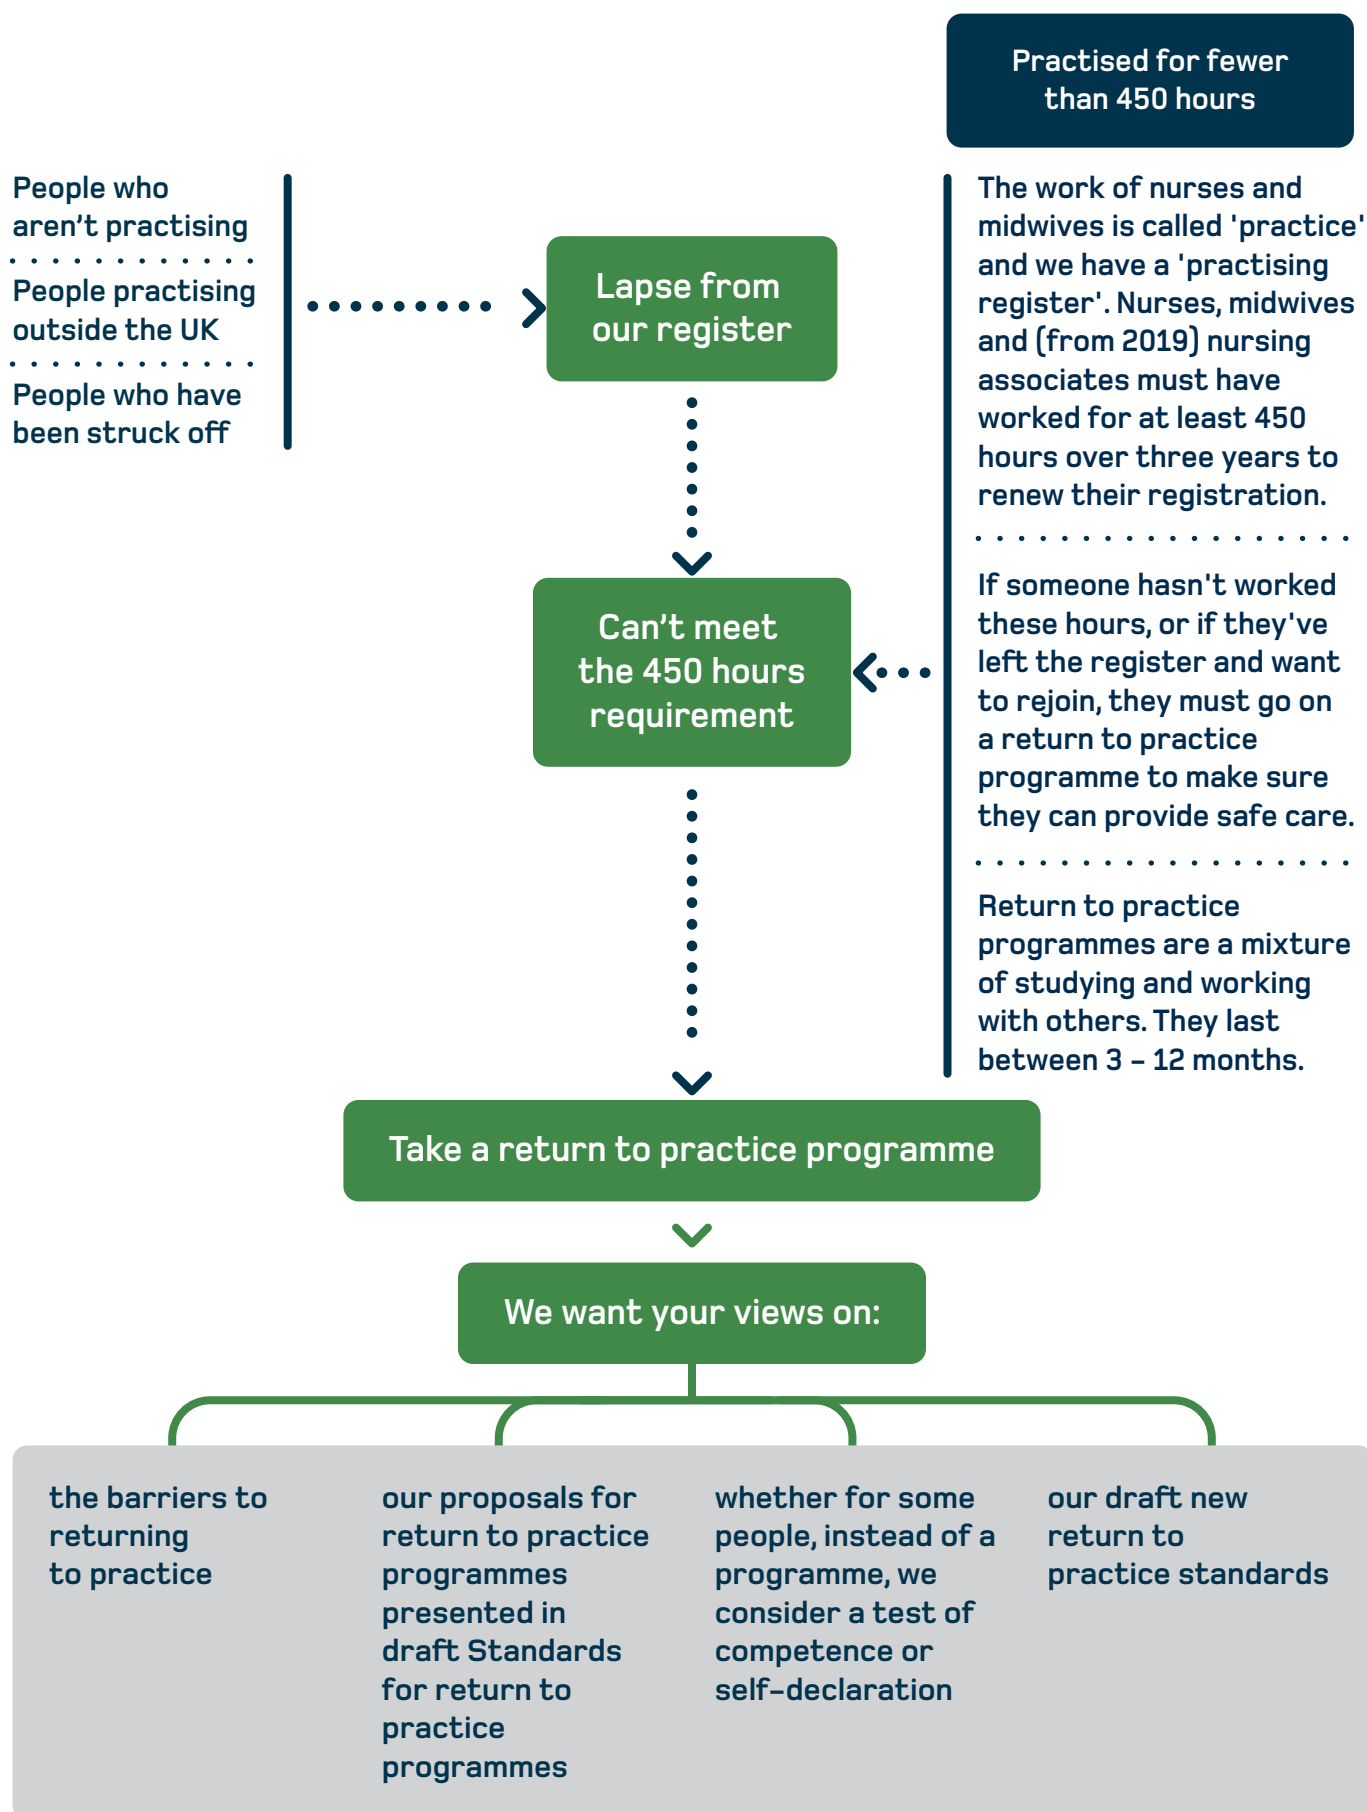 Practised for fewer
than 450 hours
People who
aren't practising
People practising
outside the UK
People who have
been struck off
Lapse from
our register
The work of nurses and
midwives is called 'practice'
and we have a 'practising
register'. Nurses, midwives
and (from 2019) nursing
associates must have
worked for at least 450
hours over three years to
renew their registration.
If someone hasn't worked
these hours, or if they've
left the register and want
to rejoin, they must go on
a return to practice
programme to make sure
they can provide safe care.
Return to practice
programmes are a mixture
of studying and working
with others. They last
between 3 – 12 months.
Can't meet
the 450 hours
requirement
Take a return to practice programme
We want your views on:
the barriers to
returning
to practice
our proposals for
return to practice
programmes
presented in
draft Standards
for return to
practice
programmes
whether for some
people, instead of a
programme, we
consider a test of
competence or
self–declaration
our draft new
return to
practice standards